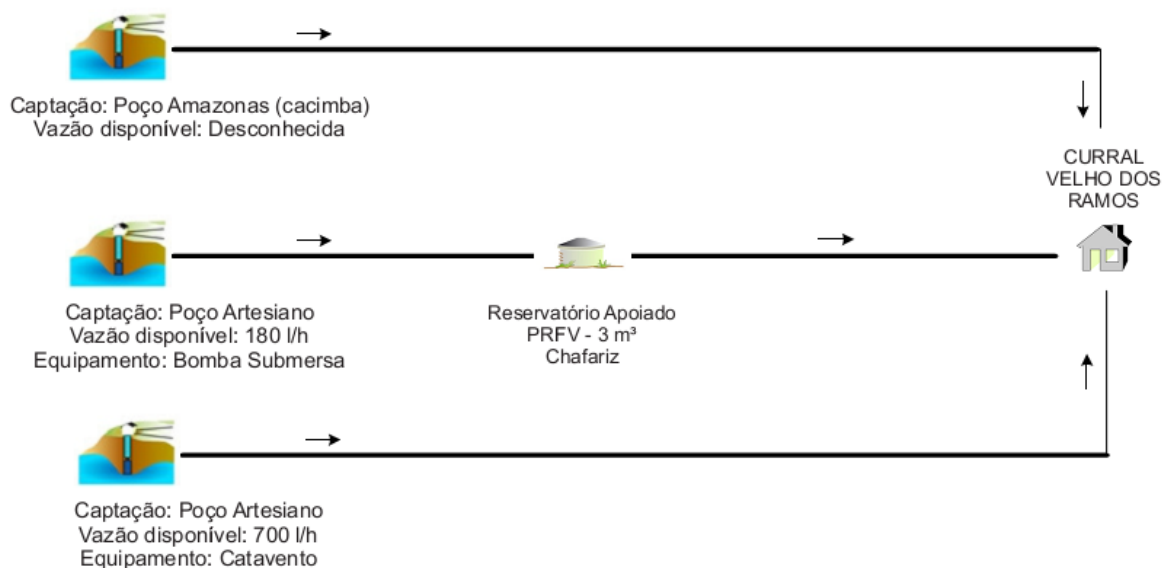 Captação: Poço Amazonas (cacimba)
Vazão disponível: Desconhecida
CURRAL
VELHO DOS
RAMOS
Captação: Poço Artesiano
Vazão disponível: 180 l/h
Equipamento: Bomba Submersa
Reservatório Apoiado
PRFV - 3 m³
Chafariz
Captação: Poço Artesiano
Vazão disponível: 700 l/h
Equipamento: Catavento